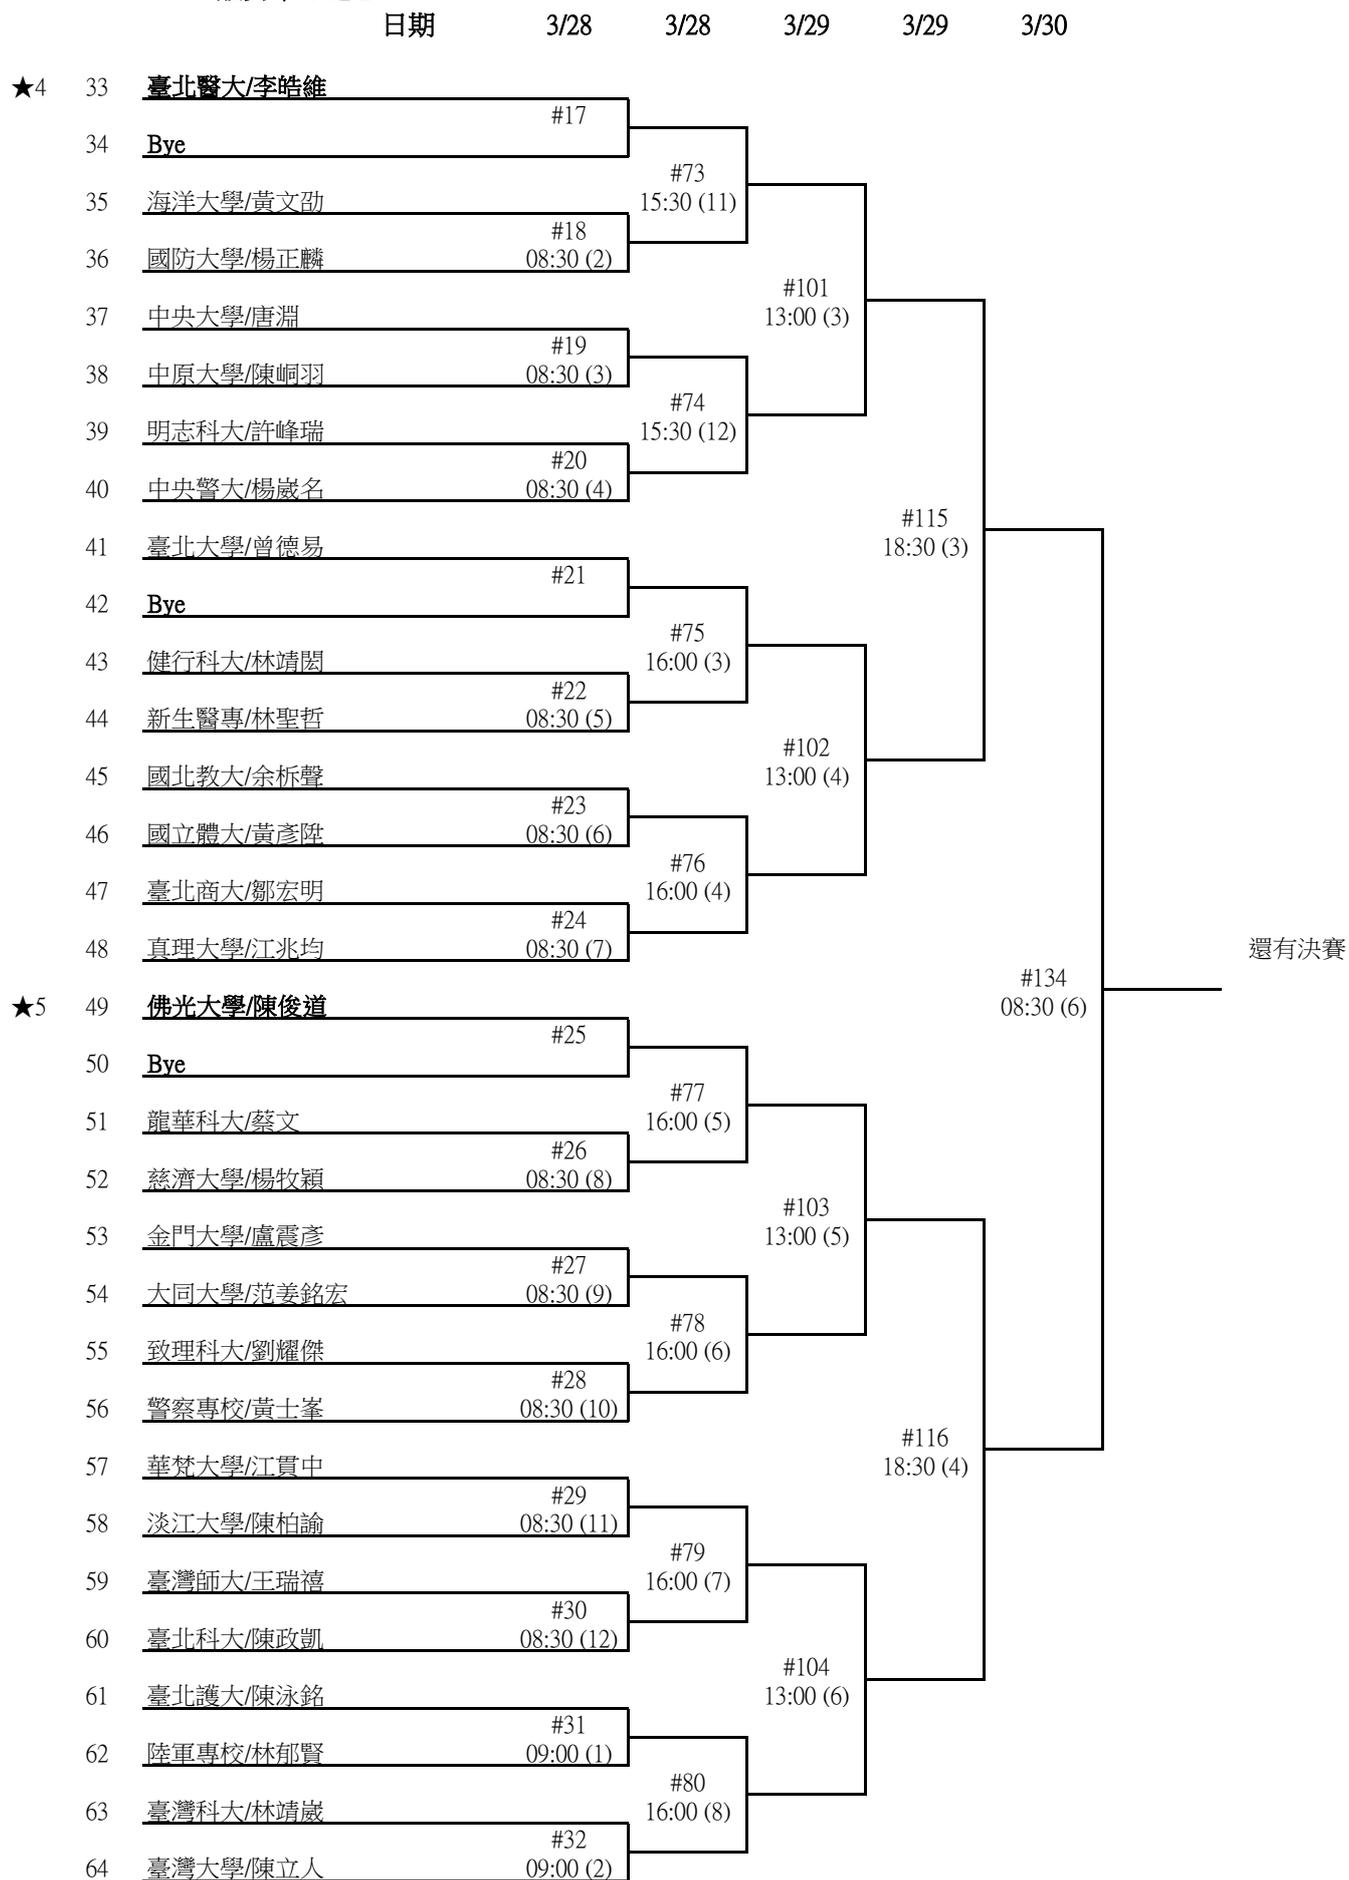 日期 3/28 3/28 3/29 3/29 3/30
★4 33 臺北醫大/李皓維
#17
34 Bye
#73
35 海洋大學/黃文劭 15:30 (11)
#18
36 國防大學/楊正麟 08:30 (2)
#101
37 中央大學/唐淵 13:00 (3)
#19
38 中原大學/陳峒羽 08:30 (3)
#74
39 明志科大/許峰瑞 15:30 (12)
#20
40 中央警大/楊崴名 08:30 (4)
#115
41 臺北大學/曾德易 18:30 (3)
#21
42 Bye
#75
43 健行科大/林靖閎 16:00 (3)
#22
44 新生醫專/林聖哲 08:30 (5)
#102
45 國北教大/余柝聲 13:00 (4)
#23
46 國立體大/黃彥陞 08:30 (6)
#76
47 臺北商大/鄒宏明 16:00 (4)
#24
48 真理大學/江兆均 08:30 (7) 還有決賽
#134
★5 49 佛光大學/陳俊道 08:30 (6)
#25
50 Bye
#77
51 龍華科大/蔡文 16:00 (5)
#26
52 慈濟大學/楊牧穎 08:30 (8)
#103
53 金門大學/盧震彥 13:00 (5)
#27
54 大同大學/范姜銘宏 08:30 (9)
#78
55 致理科大/劉耀傑 16:00 (6)
#28
56 警察專校/黃士峯 08:30 (10)
#116
57 華梵大學/江貫中 18:30 (4)
#29
58 淡江大學/陳柏諭 08:30 (11)
#79
59 臺灣師大/王瑞禧 16:00 (7)
#30
60 臺北科大/陳政凱 08:30 (12)
#104
61 臺北護大/陳泳銘 13:00 (6)
#31
62 陸軍專校/林郁賢 09:00 (1)
#80
63 臺灣科大/林靖崴 16:00 (8)
#32
64 臺灣大學/陳立人 09:00 (2)